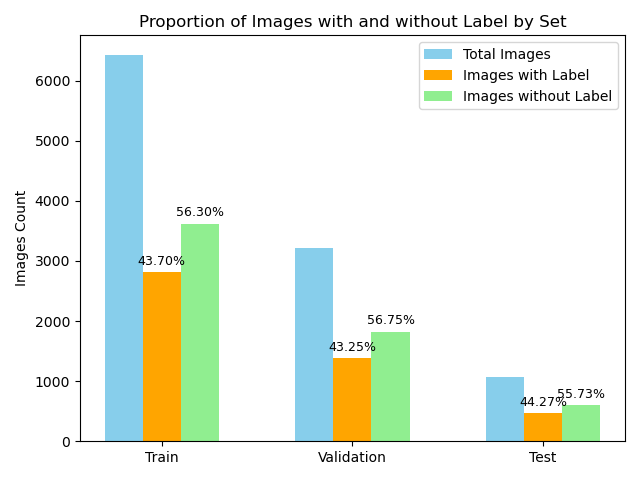 Proportion of Images with and without Label by Set
Total Images
Images with Label
Images without Label
Images Count
6000
5000
4000
3000
2000
1000
0
43.70%
56.30%
43.25%
56.75%
44.27%
55.73%
Train
Validation
Test